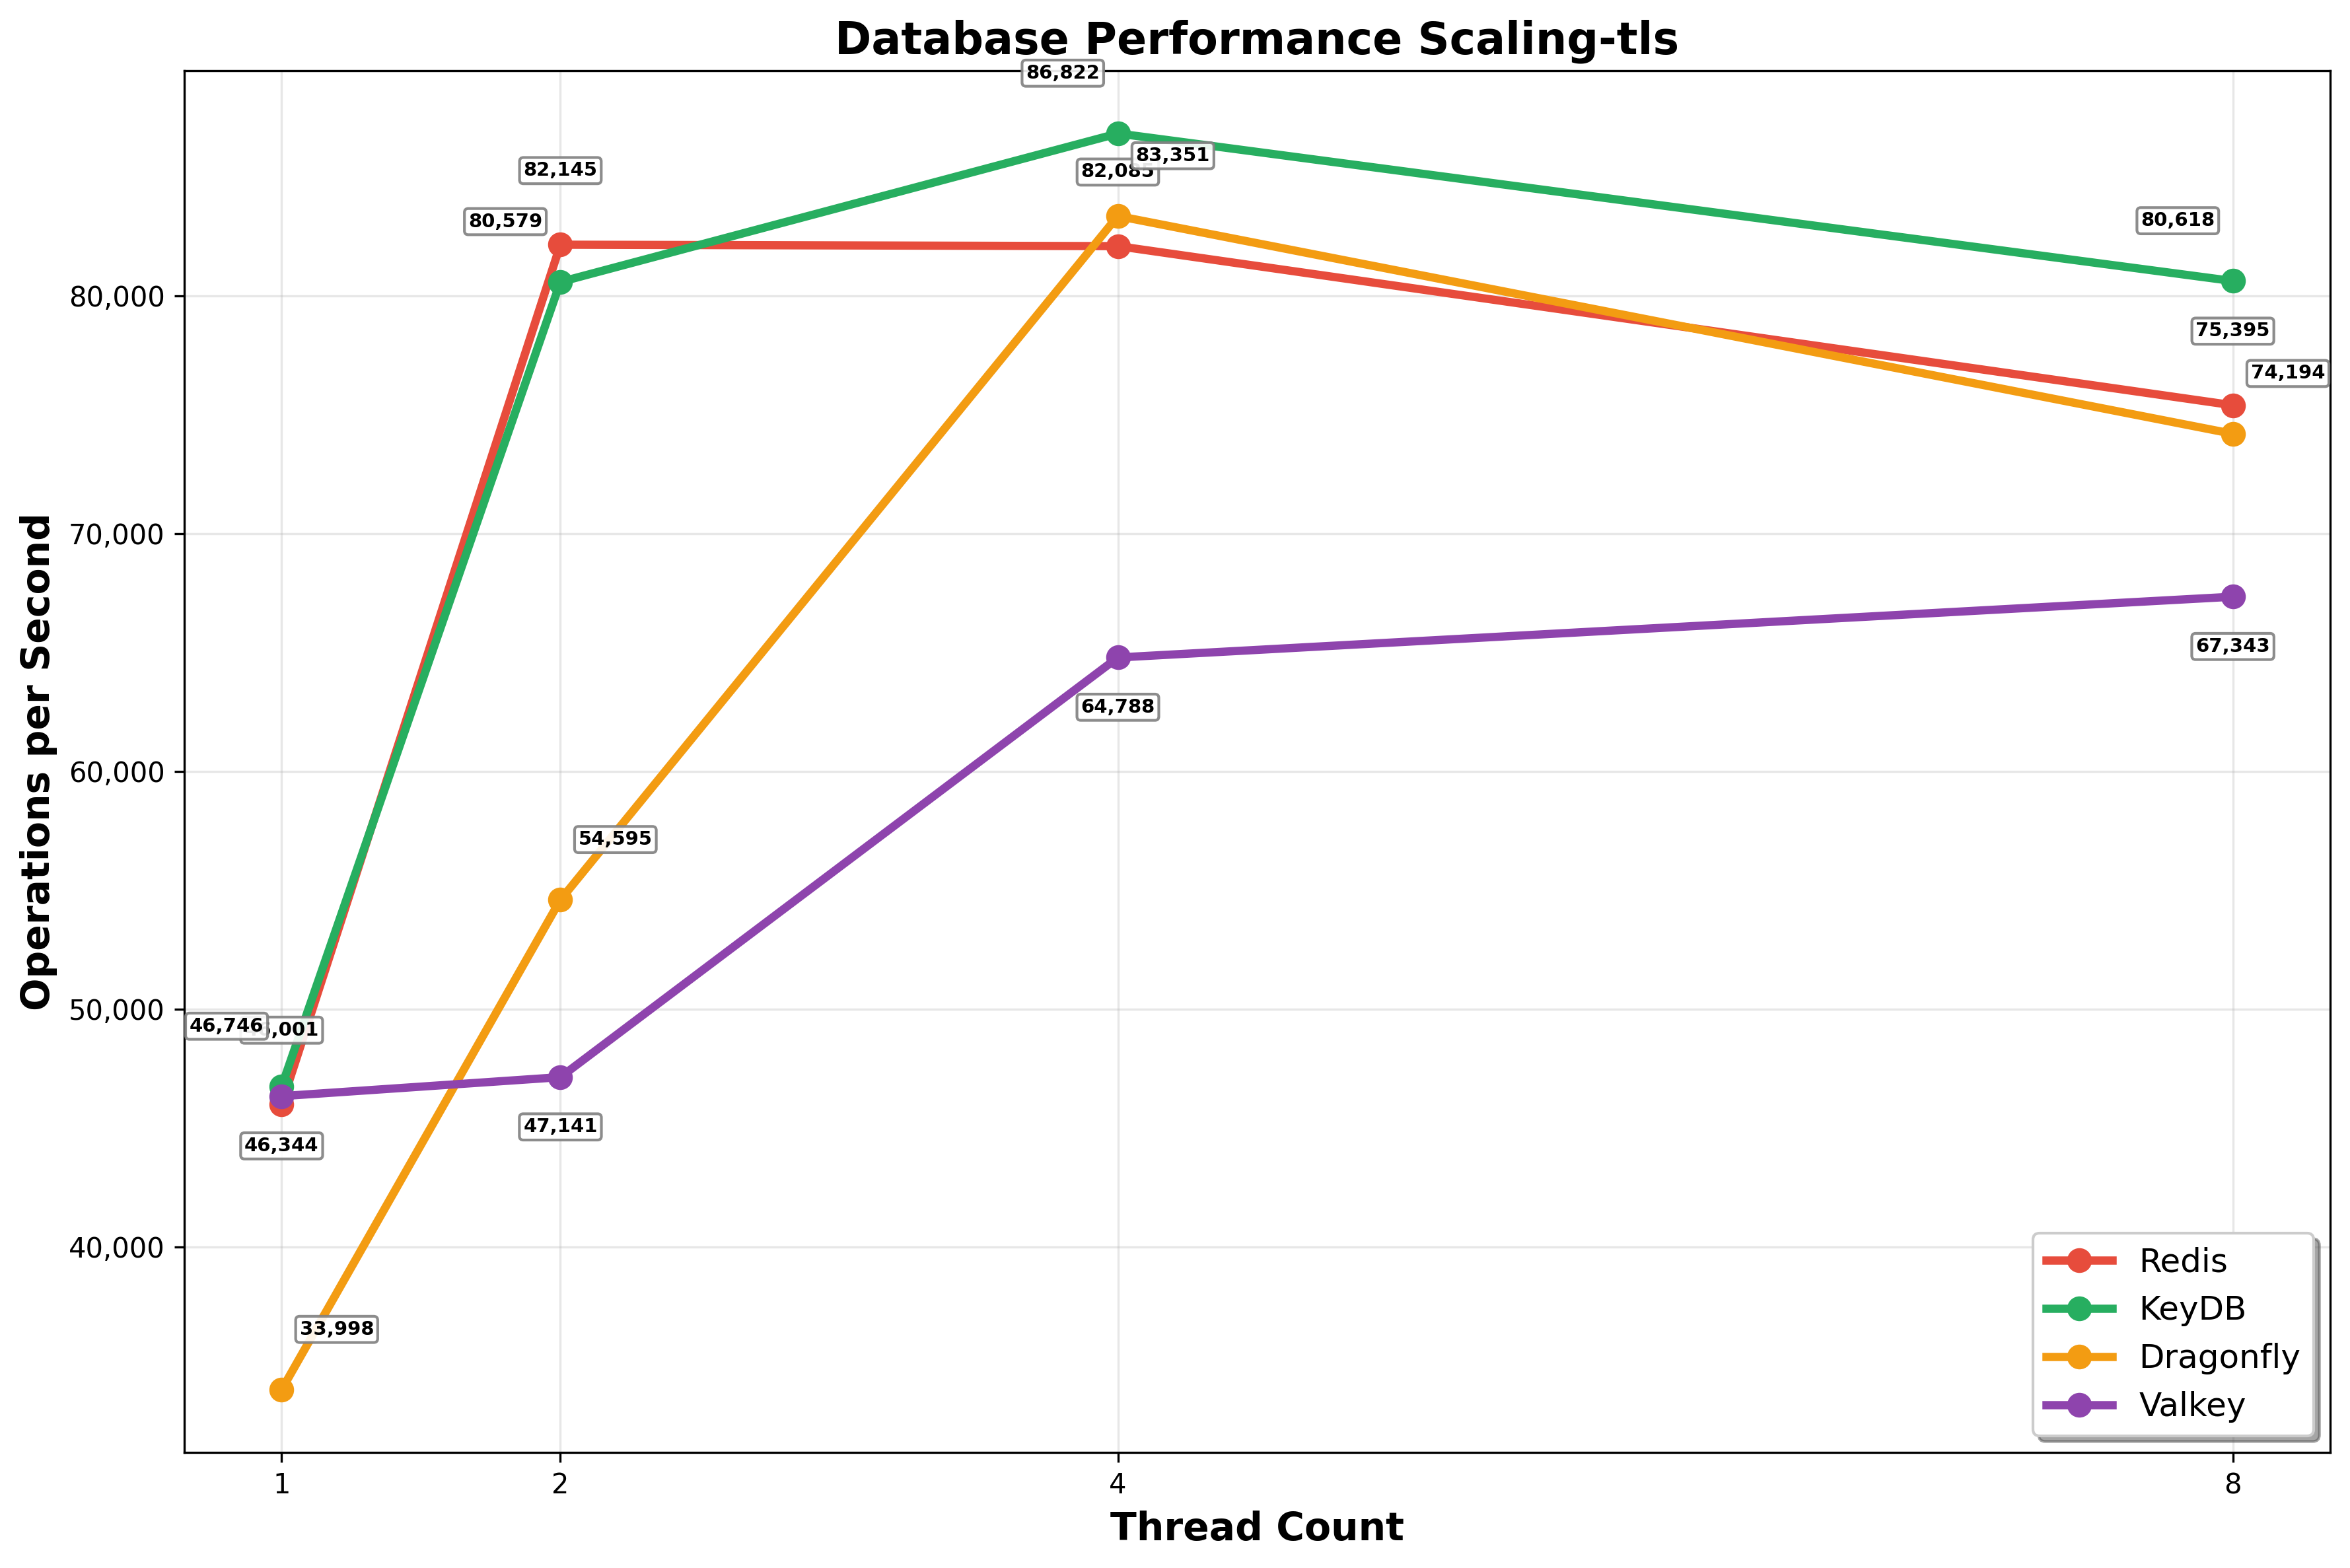 Database Performance Scaling-tls
86,822
83,351
82,085
82,145
80,579
80,618
75,395
74,194
67,343
64,788
54,595
46,746
,001
47,141
46,344
33,998
80,000
70,000
60,000
50,000
40,000
Operations per Second
1 2 4 8
Thread Count
Redis
KeyDB
Dragonfly
Valkey